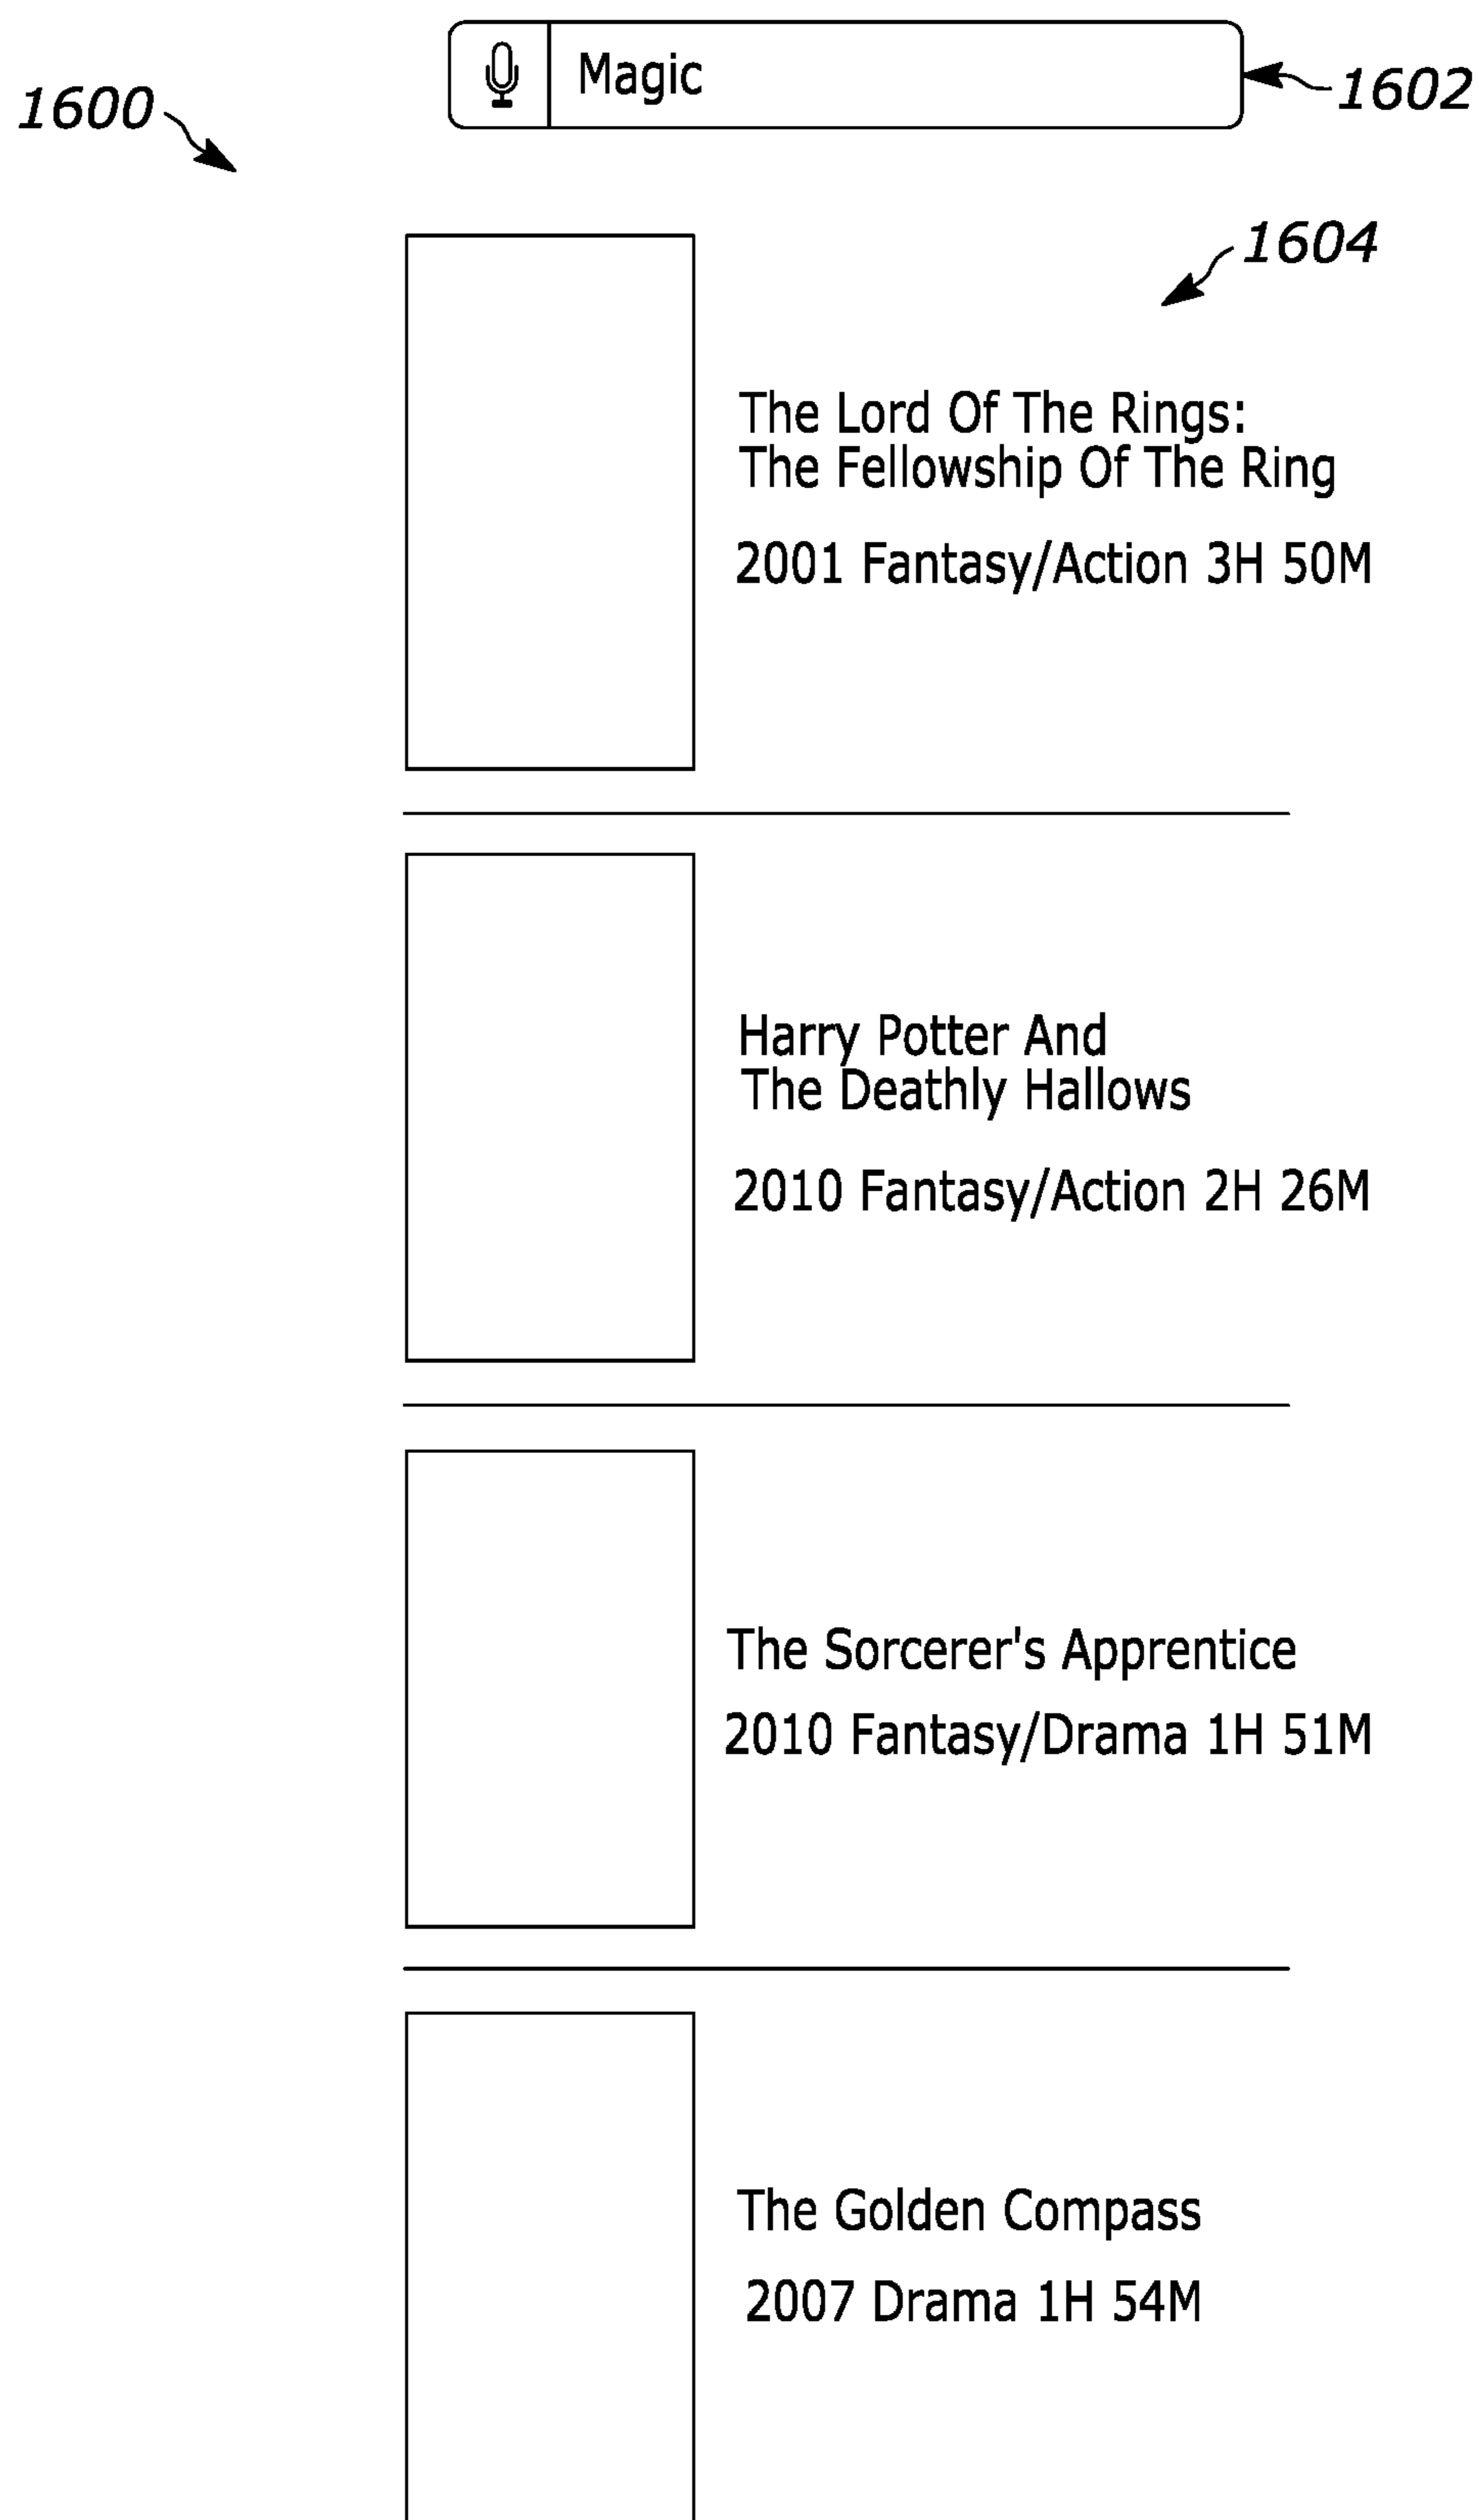 Magic
1602
1600
1604
The Lord Of The Rings:
The Fellowship Of The Ring
2001 Fantasy/Action 3H 50M
Harry Potter And
The Deathly Hallows
2010 Fantasy/Action 2H 26M
The Sorcerer's Apprentice
2010 Fantasy/Drama 1H 51M
The Golden Compass
2007 Drama 1H 54M